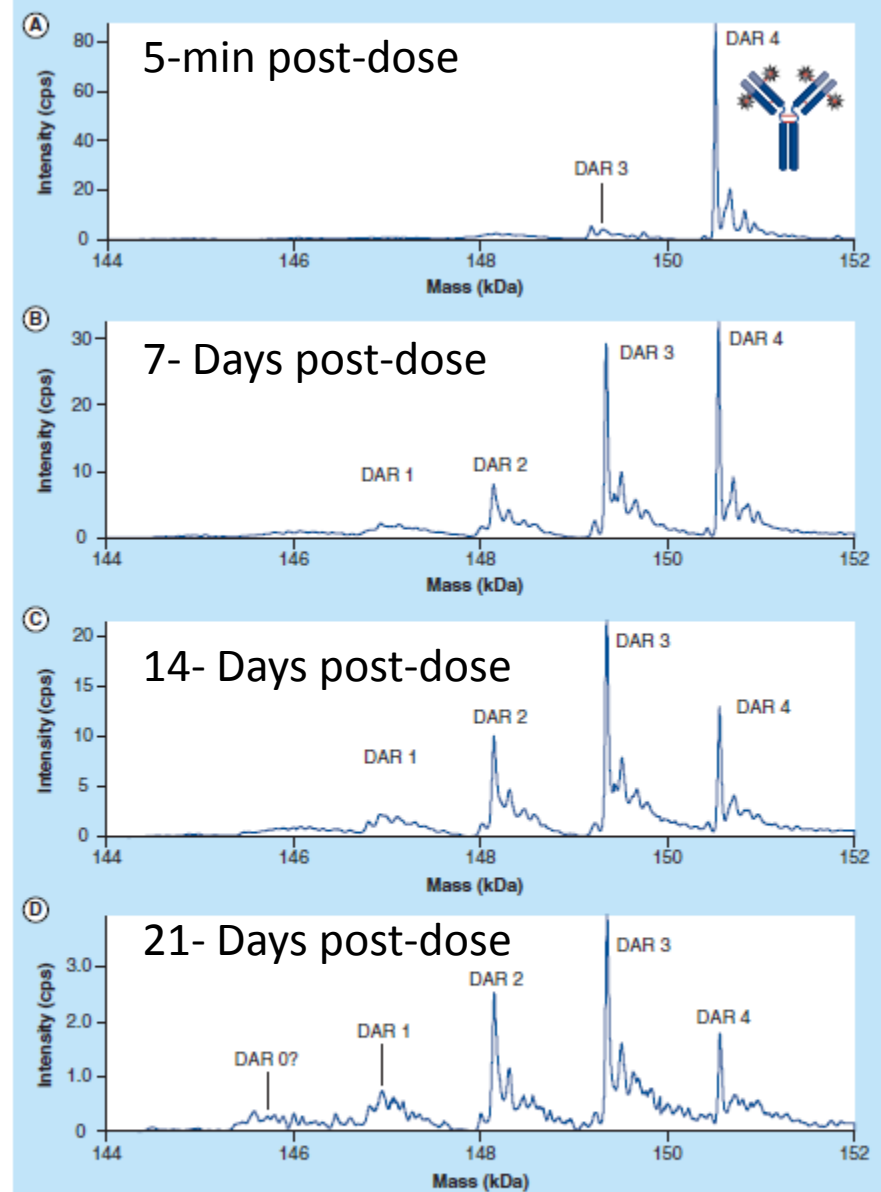 A
5-min post-dose
DAR 4
DAR 3
Intensity (cps)
80
60
40
20
0
144 146 148 150 152
Mass (kDa)
B
7- Days post-dose
DAR 3
DAR 4
DAR 1
DAR 2
Intensity (cps)
30
20
10
0
144 146 148 150 152
Mass (kDa)
C
14- Days post-dose
DAR 3
DAR 4
DAR 2
DAR 1
Intensity (cps)
20
15
10
5
0
144 146 148 150 152
Mass (kDa)
D
21- Days post-dose
DAR 3
DAR 2
DAR 4
DAR 1
DAR 0?
Intensity (cps)
3.0
2.0
1.0
0
144 146 148 150 152
Mass (kDa)